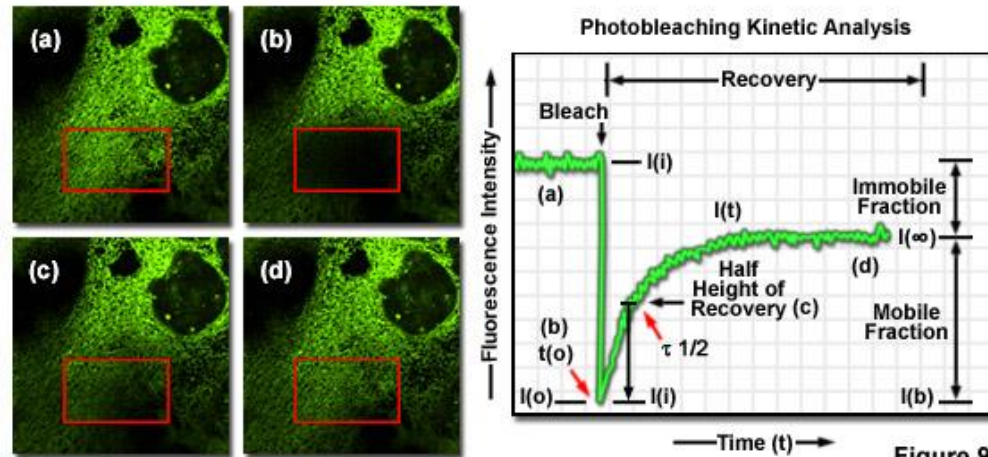 (a)
(b)
(c)
(d)
Photobleaching Kinetic Analysis
Recovery
Bleach
I(i)
(a)
Immobile
Fraction
I(t)
I(∞)
(d)
Half
Height of
Recovery (c)
Mobile
Fraction
(b)
t(o)
τ 1/2
I(o)
I(i)
I(b)
Fluorescence Intensity
Time (t)
Figure 9